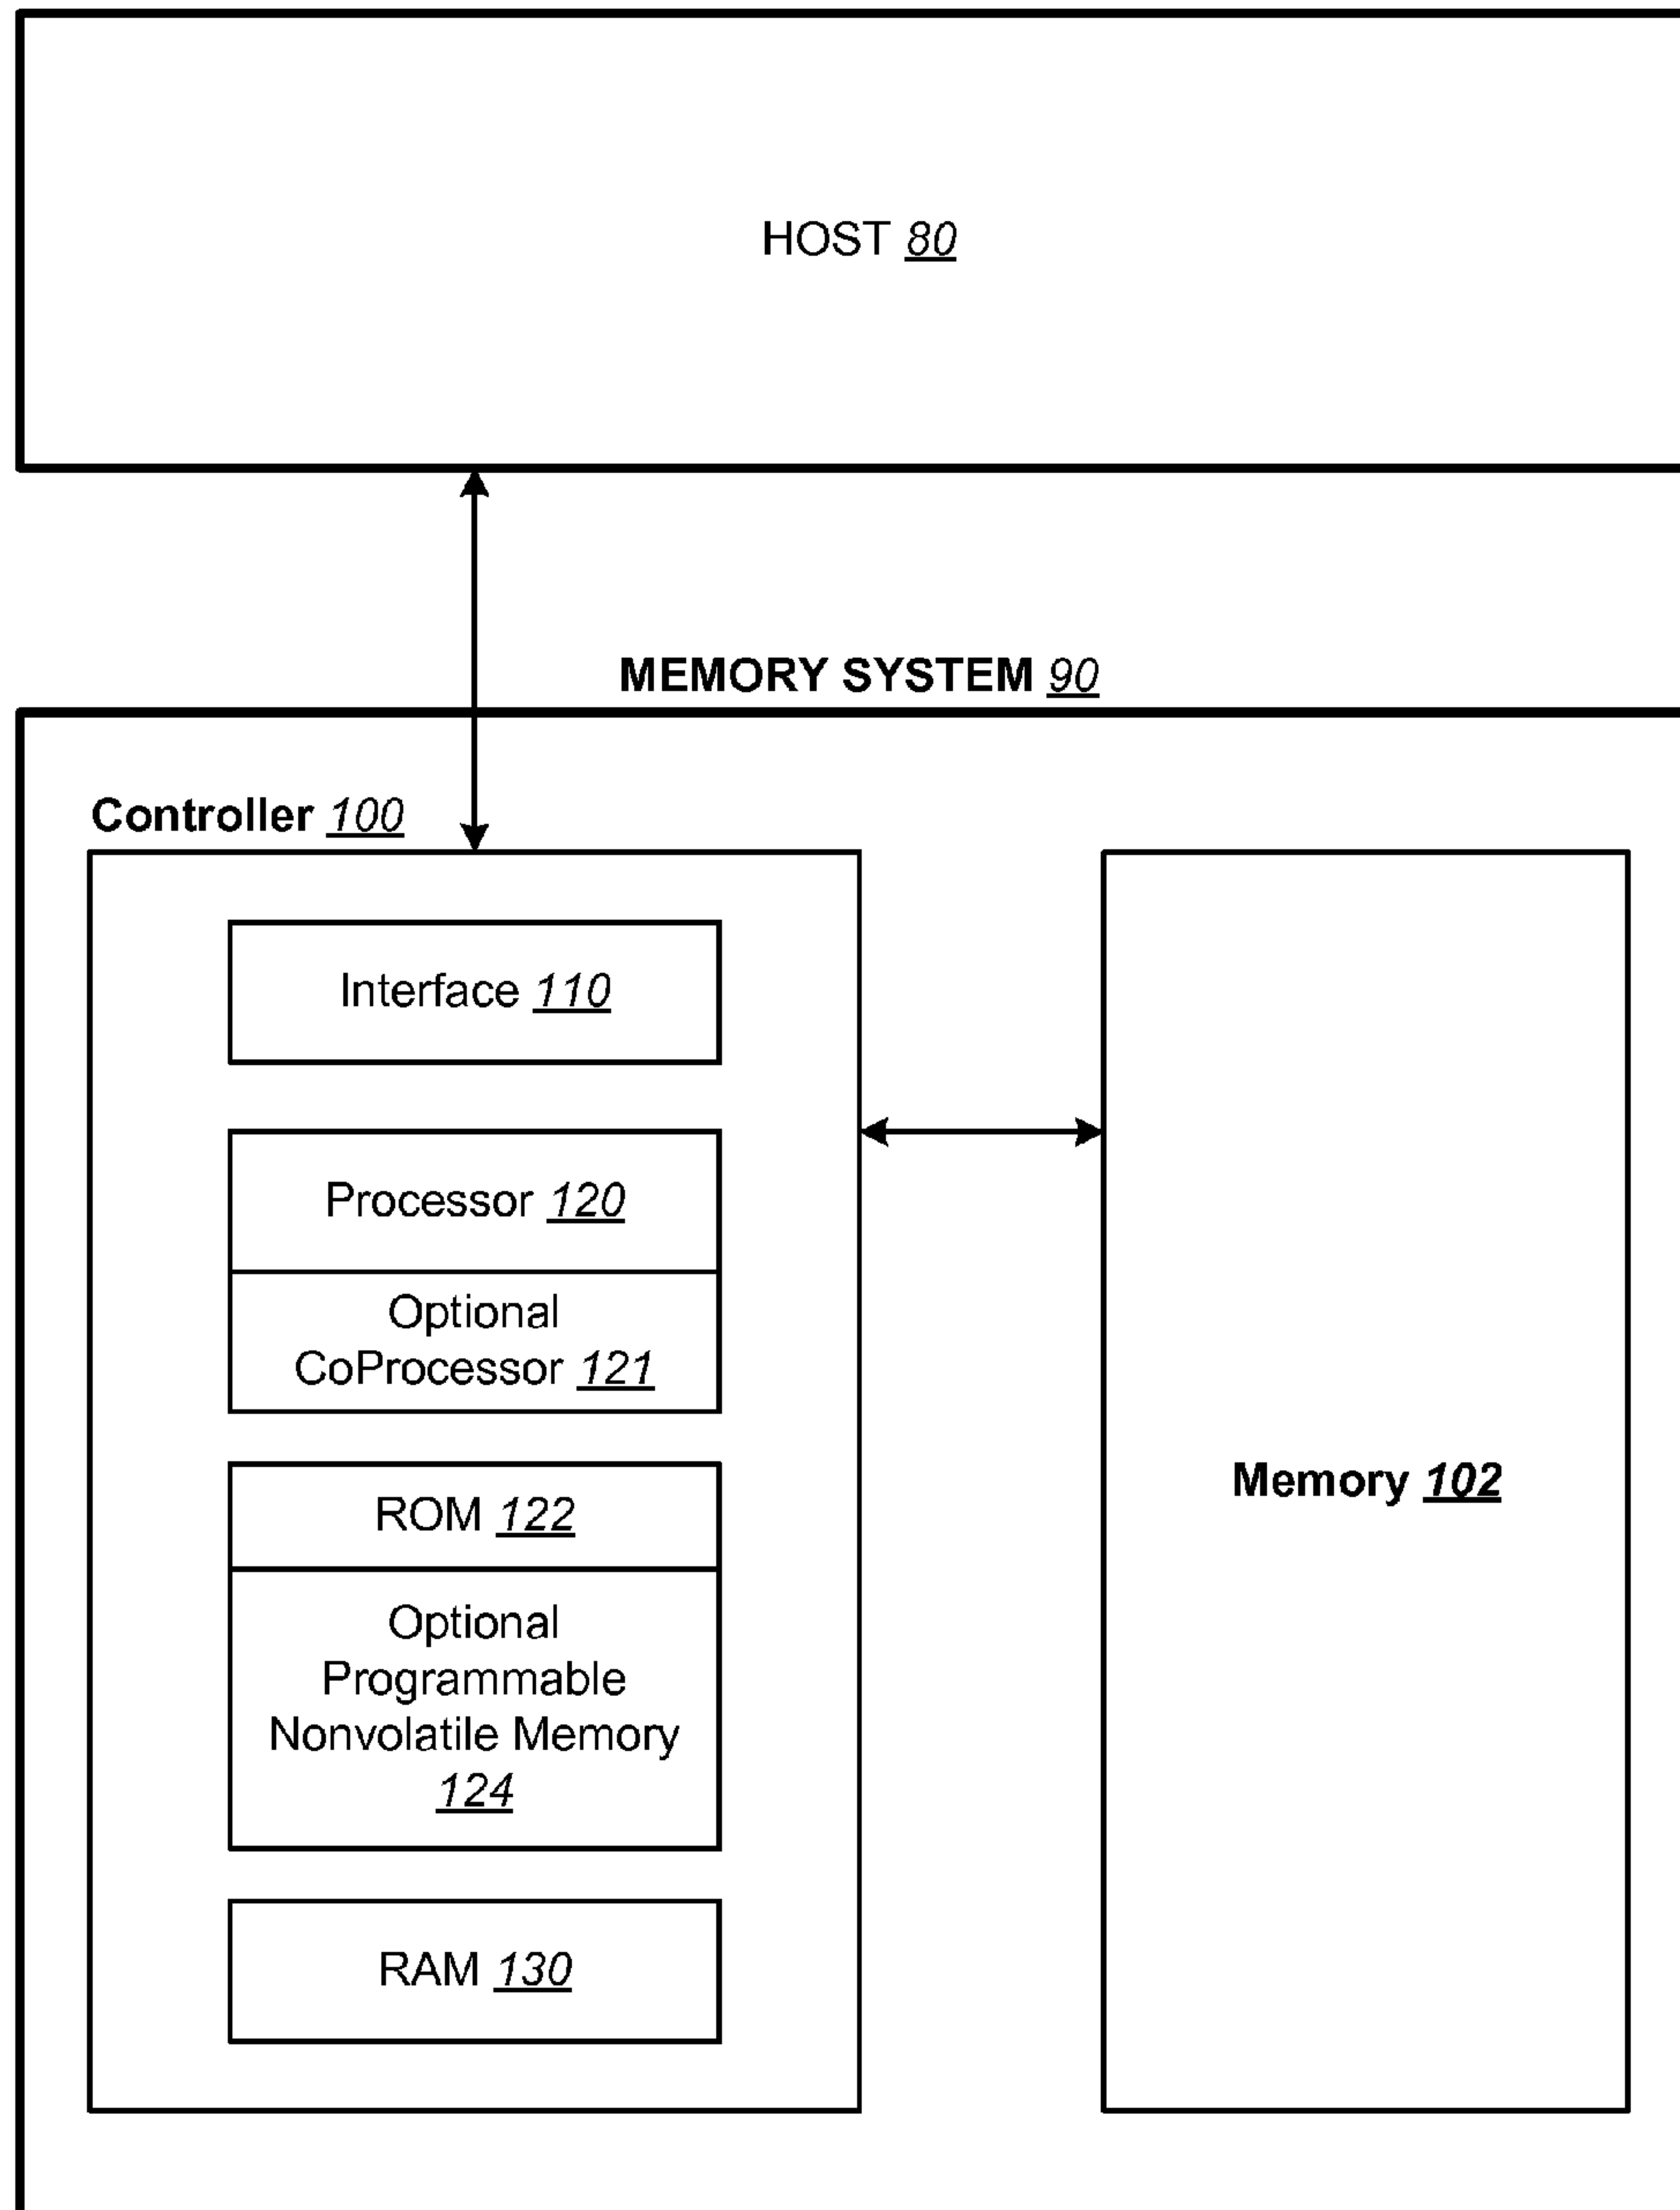 HOST 80
MEMORY SYSTEM 90
Controller 100
Interface 110
Processor 120
Optional
CoProcessor 121
ROM 122
Optional
Programmable
Nonvolatile Memory
124
RAM 130
Memory 102